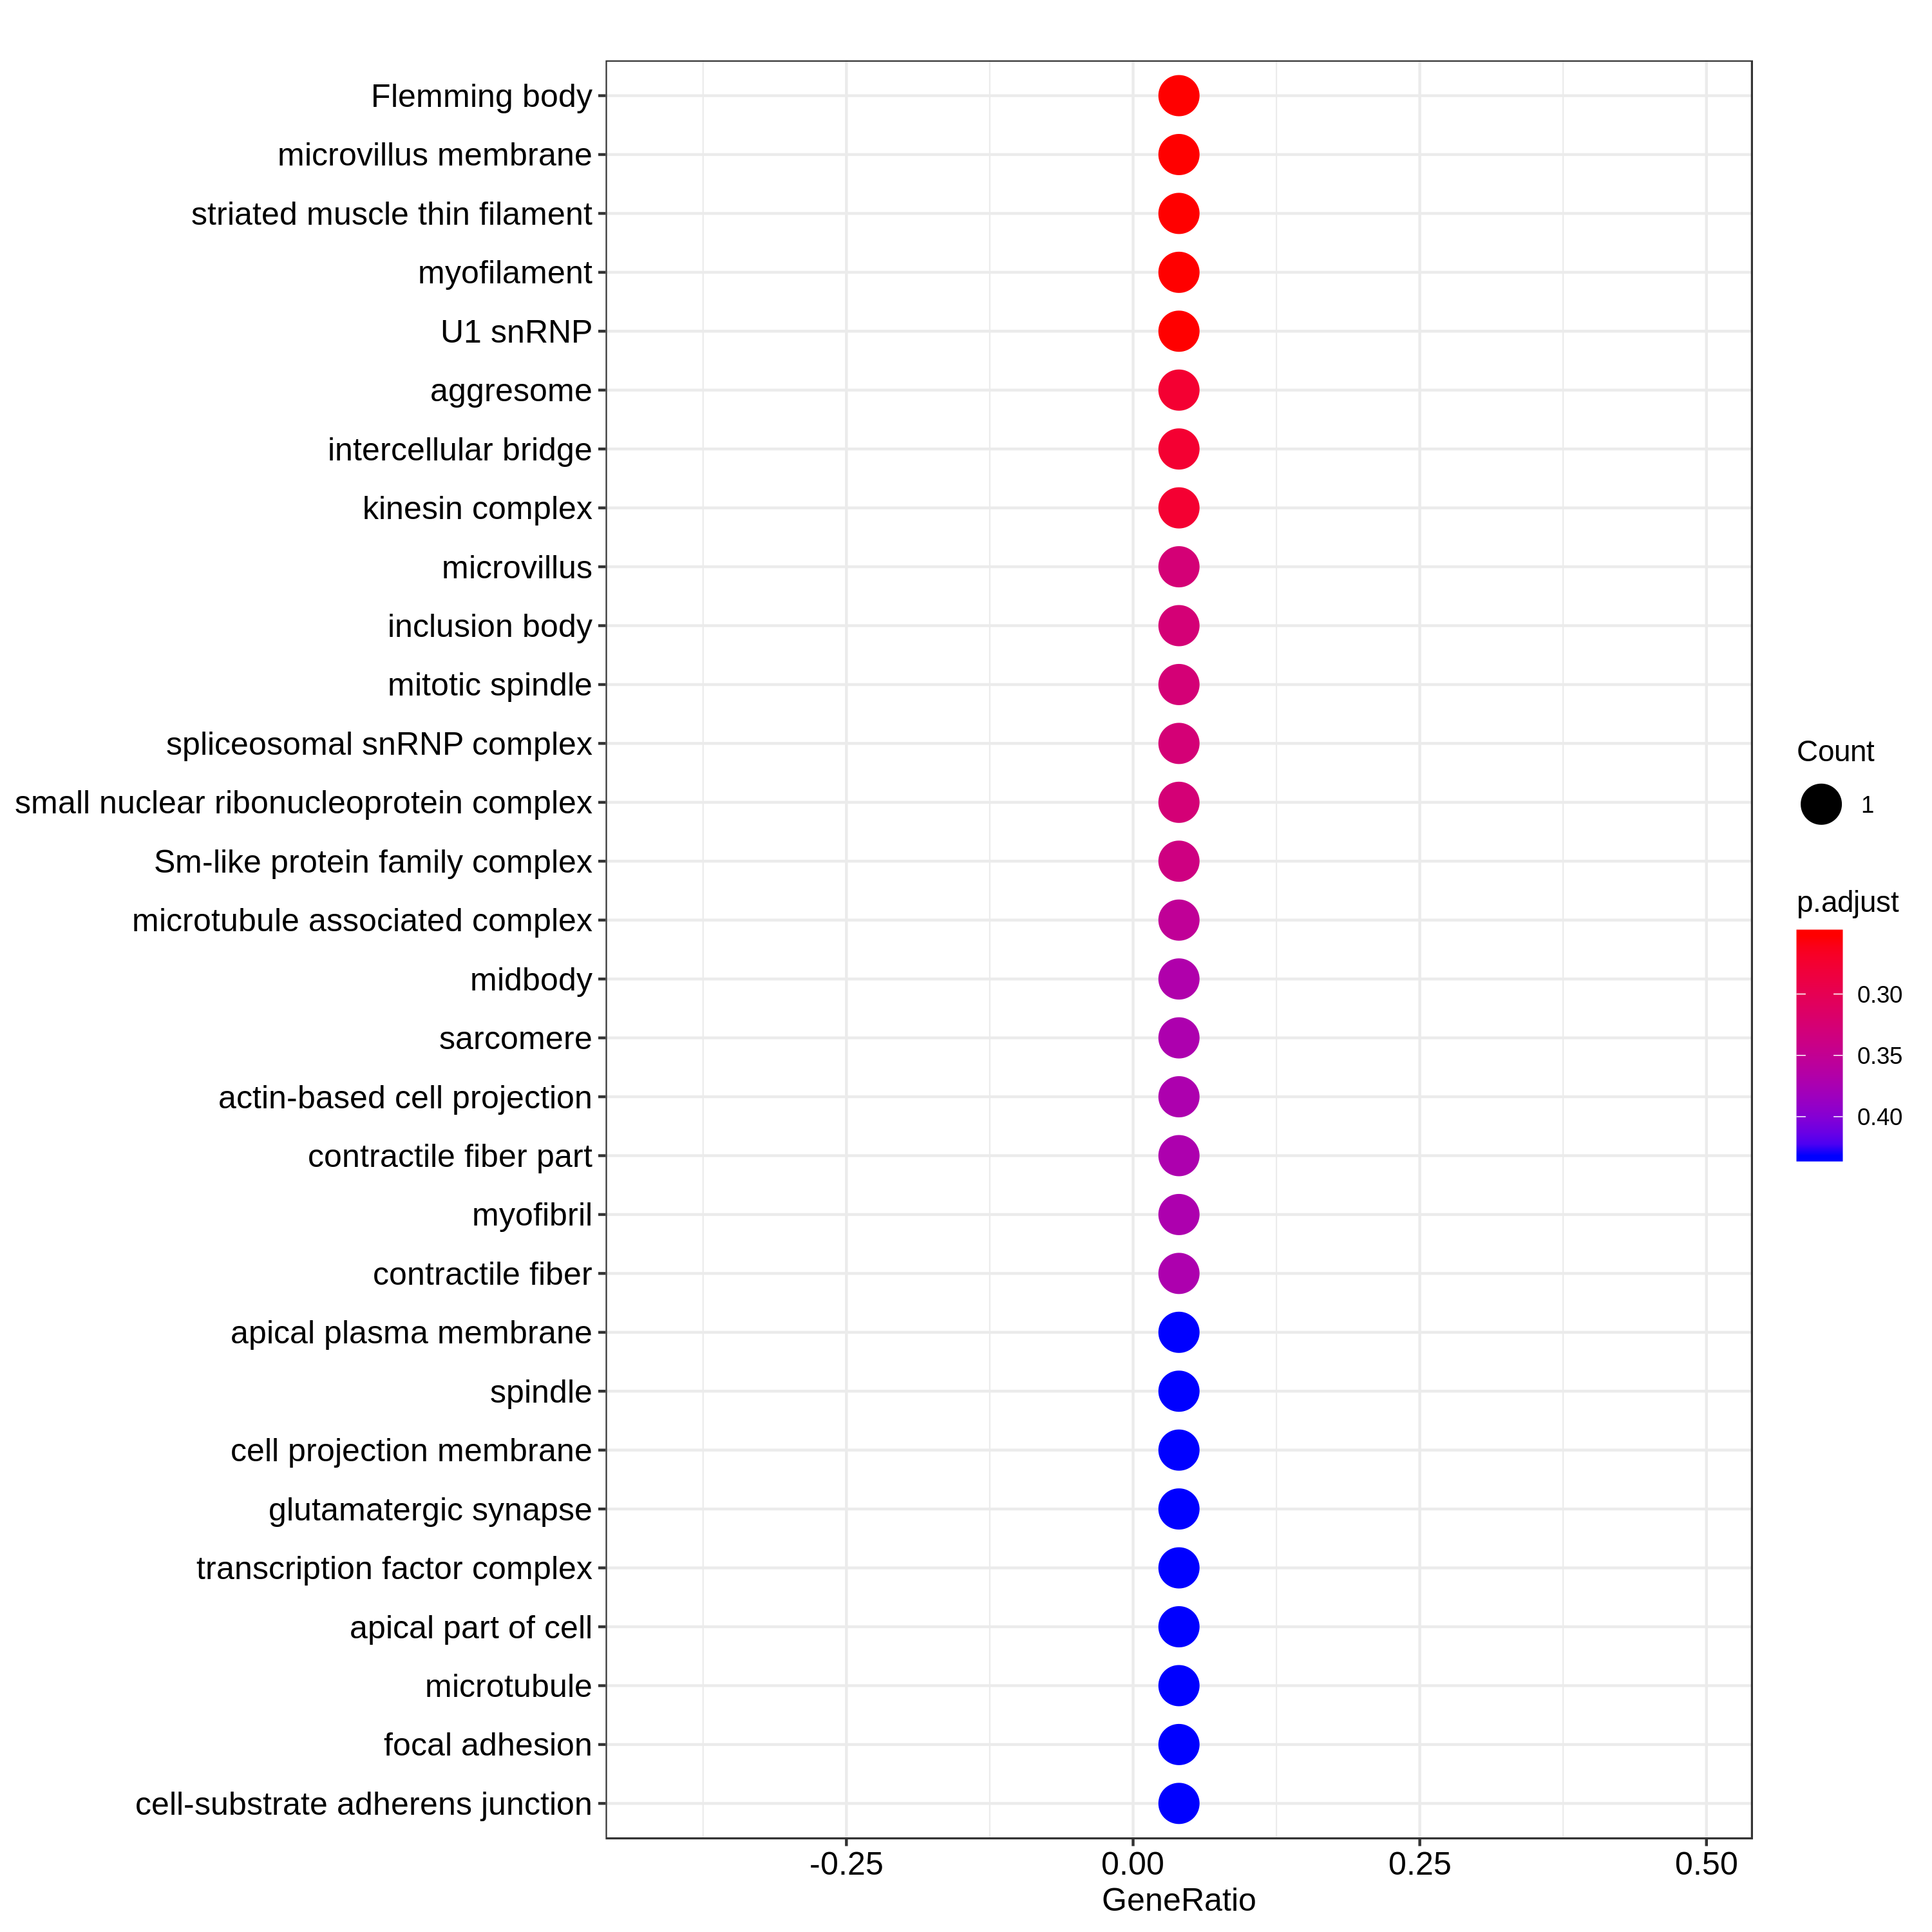 Flemming body
microvillus membrane
striated muscle thin filament
myofilament
U1 snRNP
aggresome
intercellular bridge
kinesin complex
microvillus
inclusion body
mitotic spindle
spliceosomal snRNP complex
small nuclear ribonucleoprotein complex
Sm-like protein family complex
microtubule associated complex
midbody
sarcomere
actin-based cell projection
contractile fiber part
myofibril
contractile fiber
apical plasma membrane
spindle
cell projection membrane
glutamatergic synapse
transcription factor complex
apical part of cell
microtubule
focal adhesion
cell-substrate adherens junction
-0.25 0.00 0.25 0.50
GeneRatio
Count
1
p.adjust
0.30
0.35
0.40